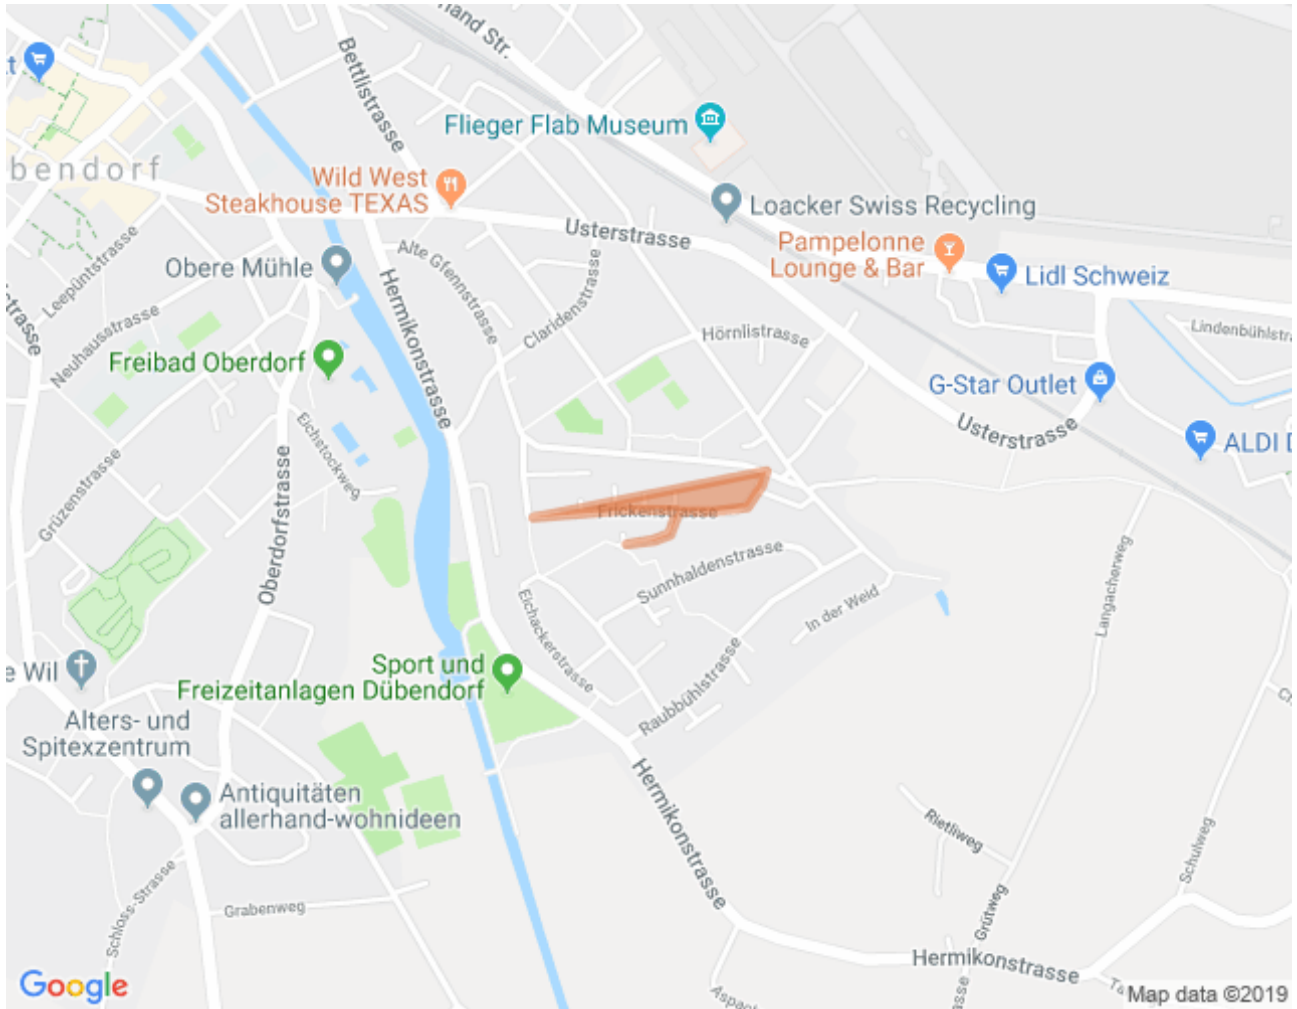 rland Str.
Bettlistrasse
Flieger Flab Museum
bendorf
Wild West
Steakhouse TEXAS
Loacker Swiss Recycling
Usterstrasse
Pampelonne
Lounge & Bar
Lidl Schweiz
Leepüntstrasse
Obere Mühle
Alte Gfennstrasse
Hermikonstrasse
Claridenstrasse
Hörnlistrasse
Lindenbühlstra
strasse
Neuhausstrasse
Freibad Oberdorf
G-Star Outlet
Usterstrasse
ALDI D
Eichstockweg
Grüzenstrasse
Oberdorfstrasse
Frickenstrasse
Sunnhaldenstrasse
In der Weid
Langacherweg
Eichackerstrasse
Raubbühlstrasse
e Wil
Sport und
Freizeitanlagen Dübendorf
Alters- und
Spitexzentrum
Antiquitäten
allerhand-wohnideen
Hermikonstrasse
Rietliweg
Schulweg
Schloss-Strasse
Grabenweg
Grütweg
Hermikonstrasse
Google
Map data ©2019